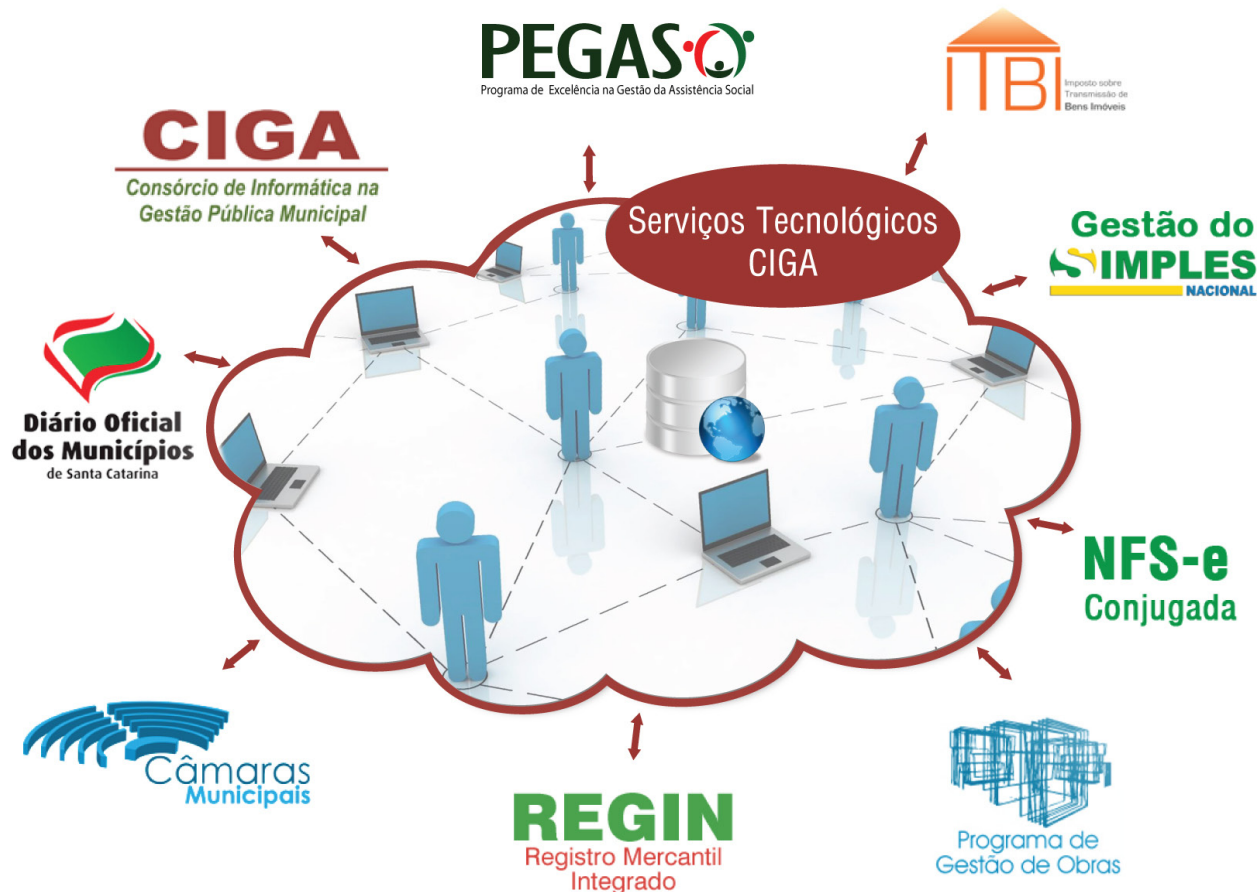 PEGASO
Programa de Excelência na Gestão da Assistência Social
ITBI
Imposto sobre
Transmissão de
Bens Imóveis
CIGA
Consórcio de Informática na
Gestão Pública Municipal
Serviços Tecnológicos
CIGA
Gestão do
SIMPLES
NACIONAL
Diário Oficial
dos Municípios
de Santa Catarina
NFS-e
Conjugada
Câmaras
Municipais
REGIN
Registro Mercantil
Integrado
Programa de
Gestão de Obras